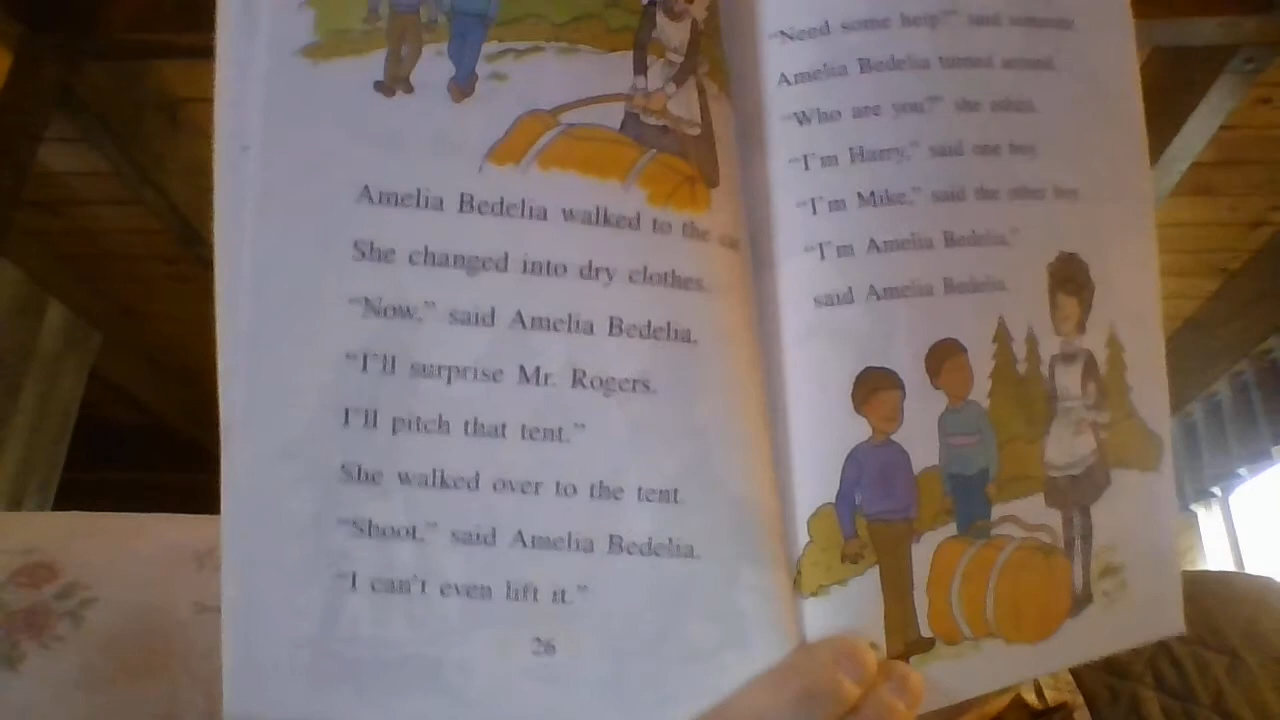 Amelia Bedelia walked to the car
She changed into dry clothes.
"Now," said Amelia Bedelia,
"I'll surprise Mr. Rogers.
I'll pitch that tent."
She walked over to the tent.
"Shoot," said Amelia Bedelia.
"I can't even lift it."
26
"Need some help?" said someone.
Amelia Bedelia turned around.
"Who are you?" she asked.
"I'm Harry," said one boy.
"I'm Mike," said the other boy.
"I'm Amelia Bedelia,"
said Amelia Bedelia.